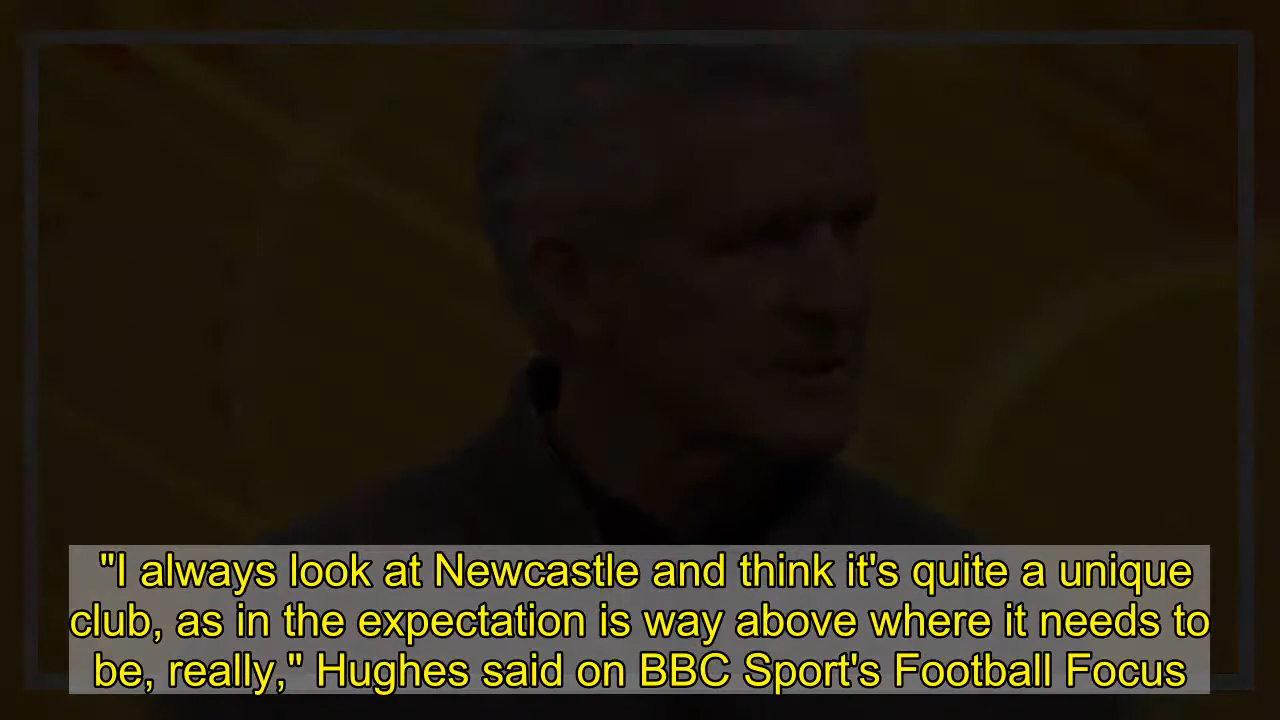 "I always look at Newcastle and think it's quite a unique
club, as in the expectation is way above where it needs to
be, really," Hughes said on BBC Sport's Football Focus